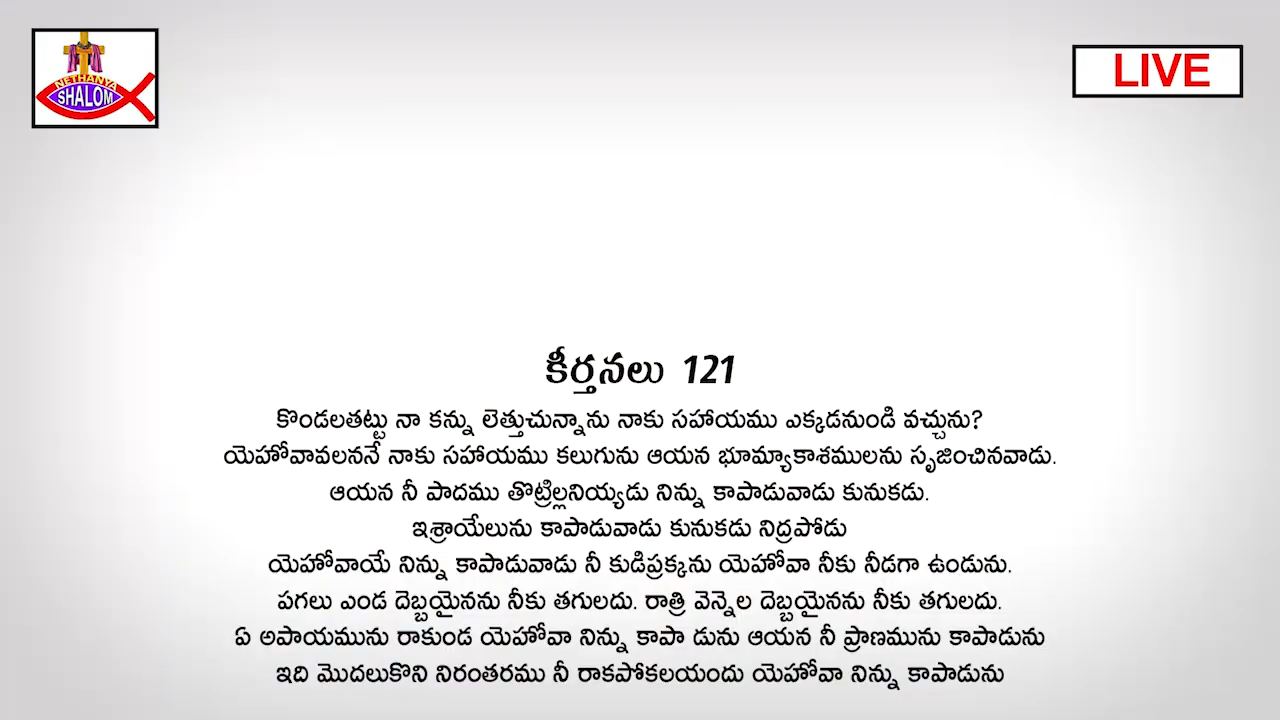 NETHANYA
SHALOM
LIVE
కీర్తనలు 121
కొండలతట్టు నా కన్ను లెత్తుచున్నాను నాకు సహాయము ఎక్కడనుండి వచ్చును?
యెహోవావలననే నాకు సహాయము కలుగును ఆయన భూమ్యాకాశములను సృజించినవాడు.
ఆయన నీ పాదము తొట్రిల్లనియ్యడు నిన్ను కాపాడువాడు కునుకడు.
ఇశ్రాయేలును కాపాడువాడు కునుకడు నిద్రపోడు
యెహోవాయే నిన్ను కాపాడువాడు నీ కుడిప్రక్కను యెహోవా నీకు నీడగా ఉండును.
పగలు ఎండ దెబ్బయైనను నీకు తగులదు. రాత్రి వెన్నెల దెబ్బయైనను నీకు తగులదు.
ఏ అపాయమును రాకుండ యెహోవా నిన్ను కాపా డును ఆయన నీ ప్రాణమును కాపాడును
ఇది మొదలుకొని నిరంతరము నీ రాకపోకలయందు యెహోవా నిన్ను కాపాడును